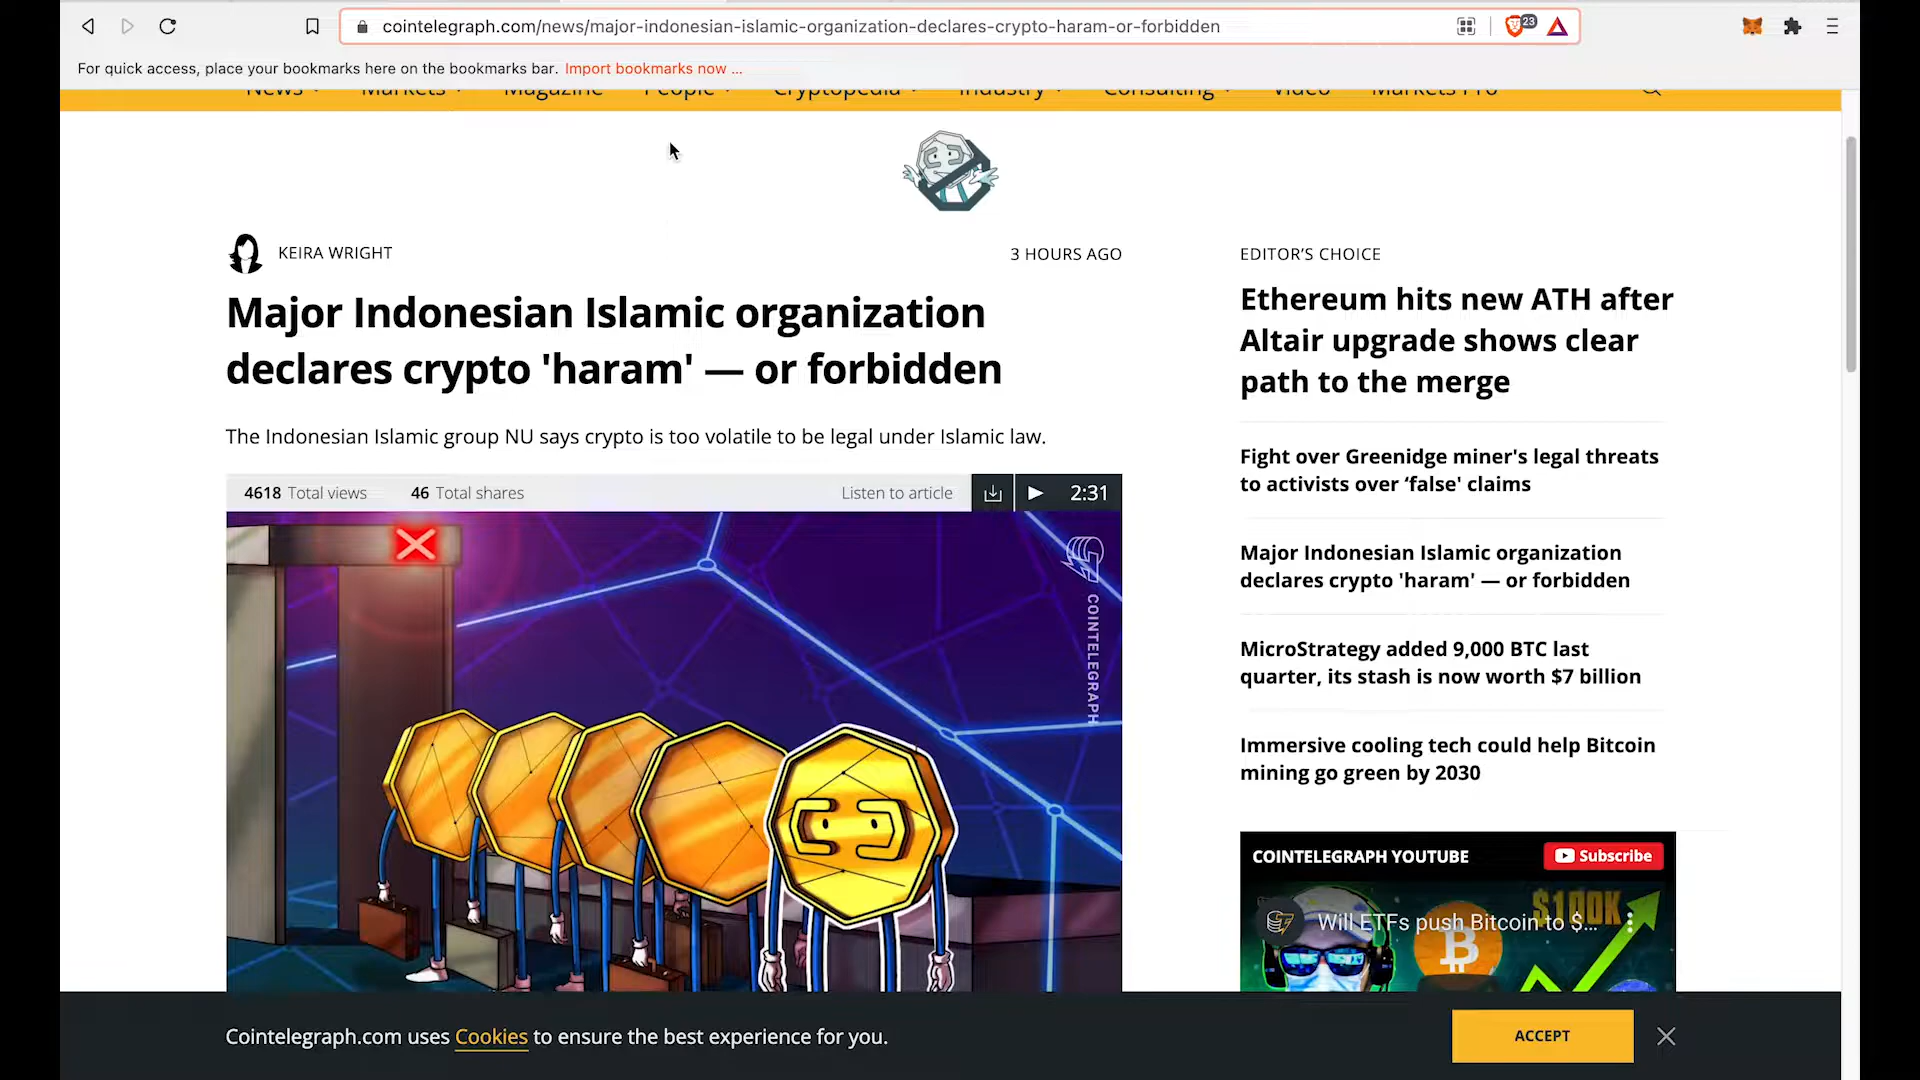 cointelegraph.com/news/major-indonesian-islamic-organization-declares-crypto-haram-or-forbidden
23
For quick access, place your bookmarks here on the bookmarks bar. Import bookmarks now ...
News Markets Magazine People Cryptopedia Industry Consulting Video Markets Pro
KEIRA WRIGHT
3 HOURS AGO
Major Indonesian Islamic organization
declares crypto 'haram' — or forbidden
The Indonesian Islamic group NU says crypto is too volatile to be legal under Islamic law.
4618 Total views 46 Total shares Listen to article 2:31
COINTELEGRAPH
EDITOR’S CHOICE
Ethereum hits new ATH after
Altair upgrade shows clear
path to the merge
Fight over Greenidge miner's legal threats
to activists over ‘false' claims
Major Indonesian Islamic organization
declares crypto 'haram' — or forbidden
MicroStrategy added 9,000 BTC last
quarter, its stash is now worth $7 billion
Immersive cooling tech could help Bitcoin
mining go green by 2030
COINTELEGRAPH YOUTUBE
Subscribe
$100K
Will ETFs push Bitcoin to $...
Cointelegraph.com uses Cookies to ensure the best experience for you.
ACCEPT